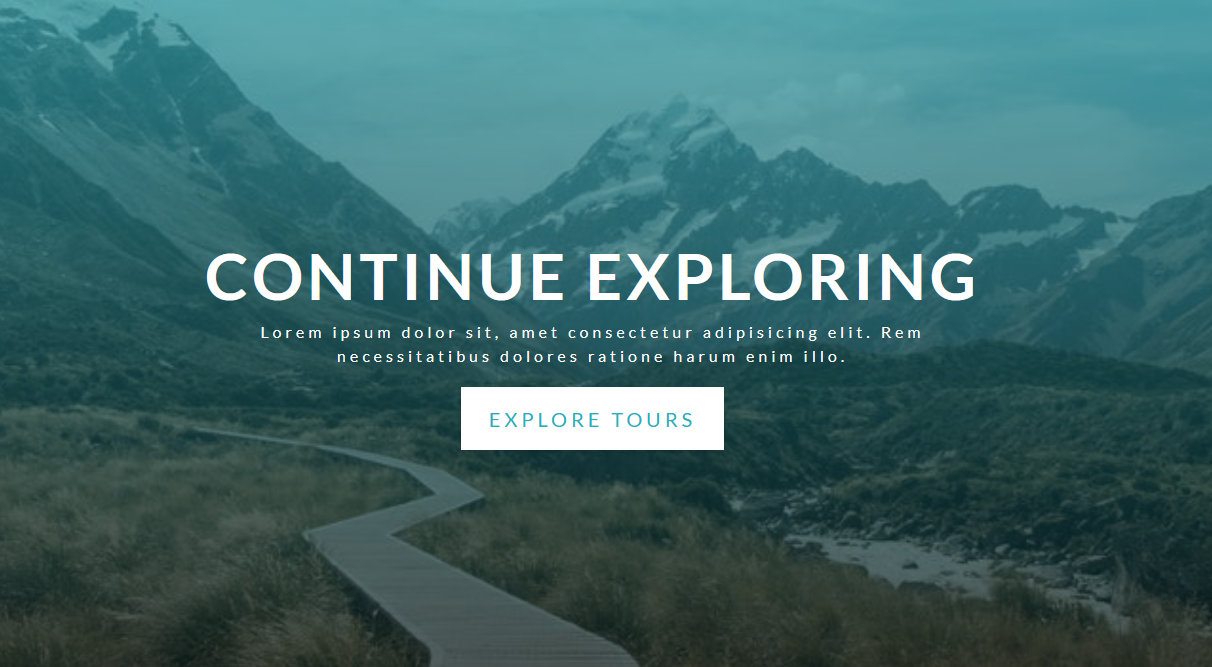 CONTINUE EXPLORING
Lorem ipsum dolor sit, amet consectetur adipisicing elit. Rem
necessitatibus dolores ratione harum enim illo.
EXPLORE TOURS